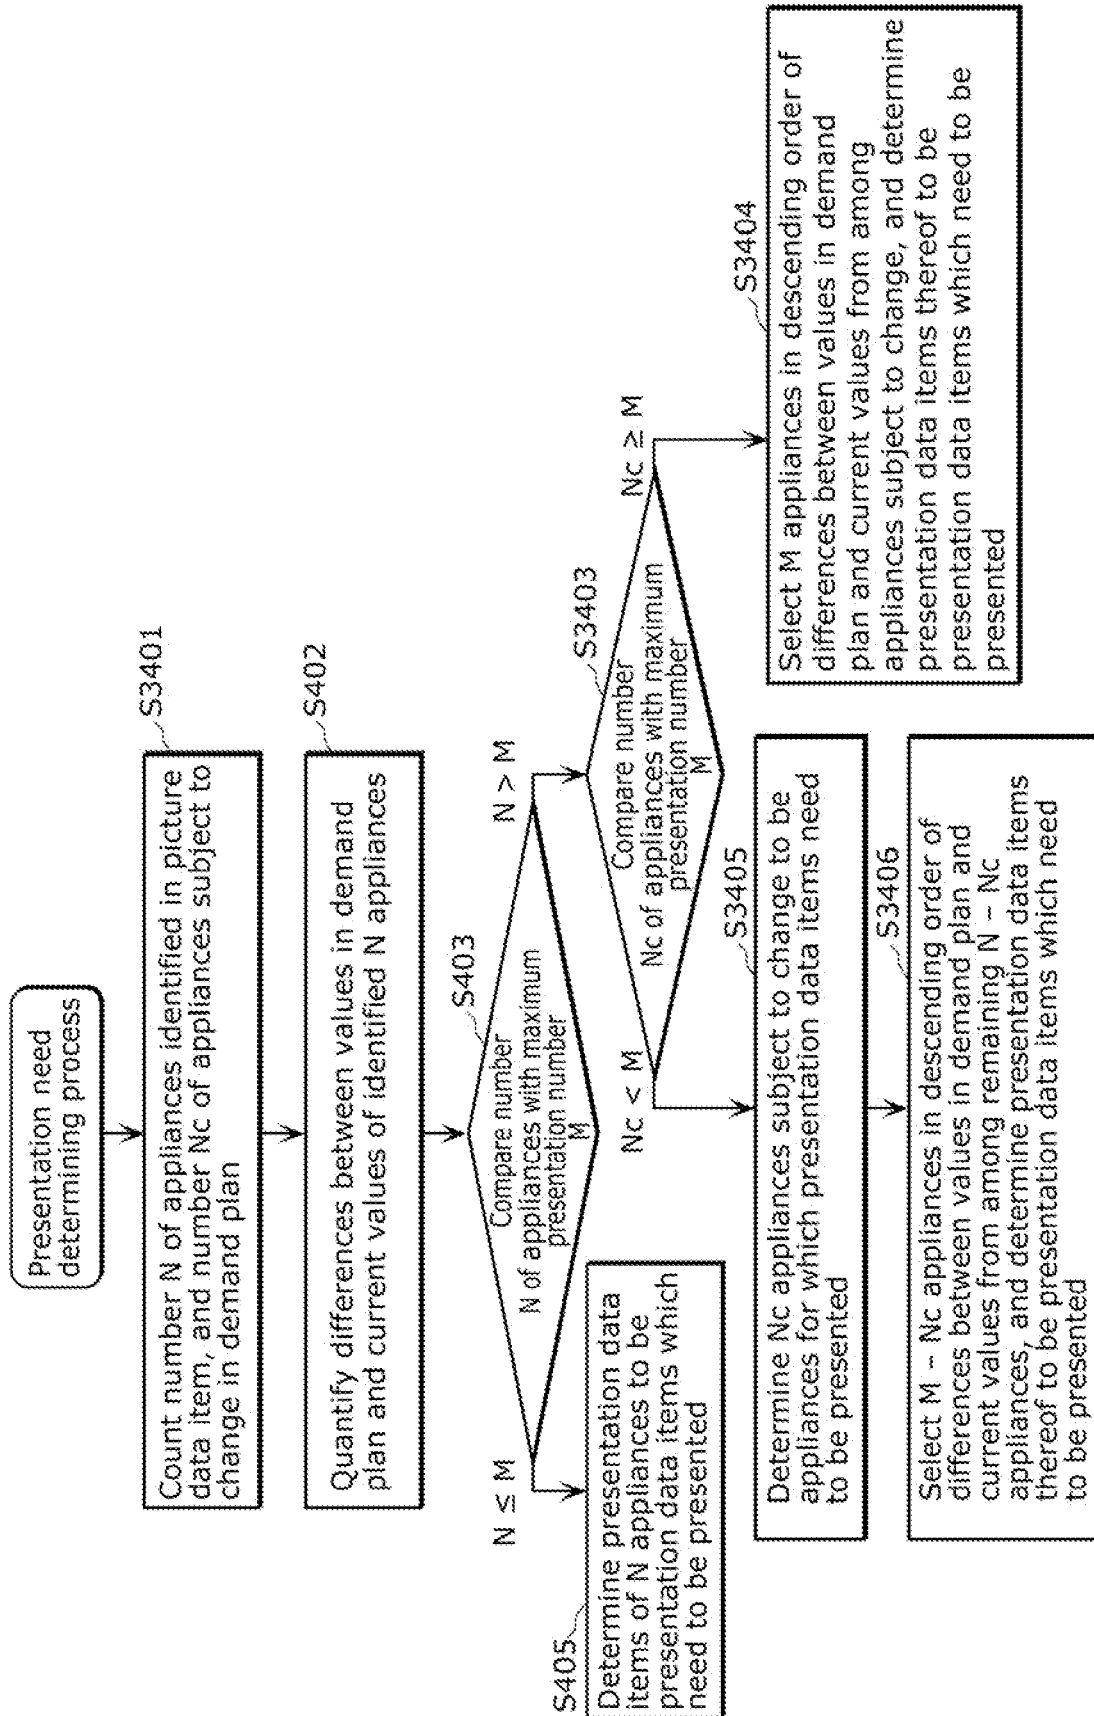 Presentation need
determining process
S3401
Count number N of appliances identified in picture
data item, and number Nc of appliances subject to
change in demand plan
S402
Quantify differences between values in demand
plan and current values of identified N appliances
S403
Compare number
N of appliances with maximum
presentation number
M
N ≤ M
N > M
S405
Determine presentation data
items of N appliances to be
presentation data items which
need to be presented
S3403
Compare number
Nc of appliances with maximum
presentation number
M
Nc < M
Nc ≥ M
S3404
Select M appliances in descending order of
differences between values in demand
plan and current values from among
appliances subject to change, and determine
presentation data items thereof to be
presentation data items which need to be
presented
S3405
Determine Nc appliances subject to change to be
appliances for which presentation data items need
to be presented
S3406
Select M – Nc appliances in descending order of
differences between values in demand plan and
current values from among remaining N – Nc
appliances, and determine presentation data items
thereof to be presentation data items which need
to be presented